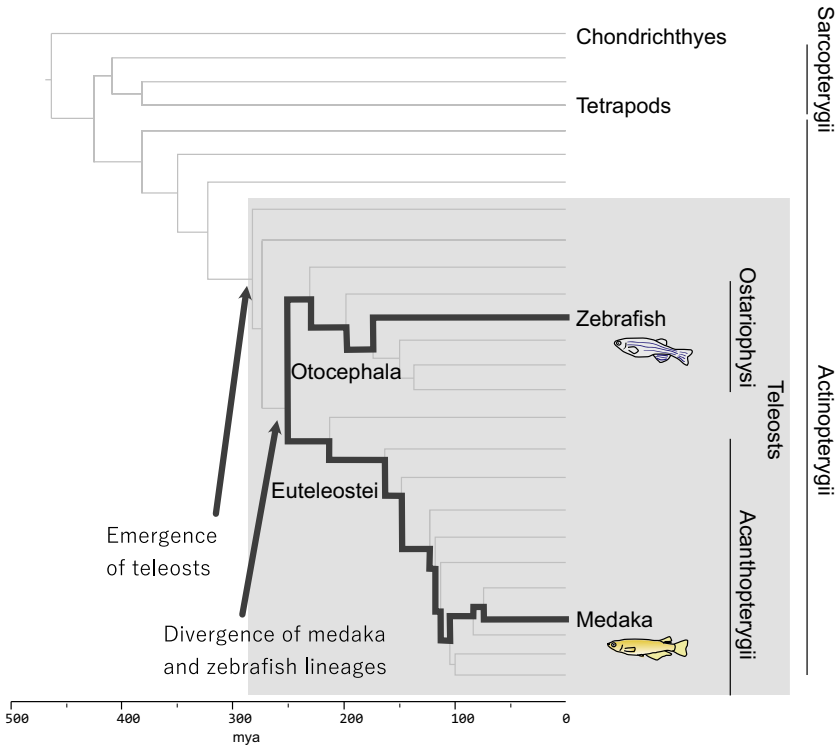 Chondrichthyes
Sarcopterygii
Tetrapods
Zebrafish
Ostariophysi
Otocephala
Teleosts
Actinopterygii
Euteleostei
Emergence
of teleosts
Acanthopterygii
Medaka
Divergence of medaka
and zebrafish lineages
500 400 300 200 100 0
mya